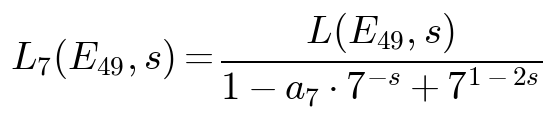 L_7(E_{49}, s) = \frac{L(E_{49}, s)}{1 - a_7 \cdot 7^{-s} + 7^{1-2s}}